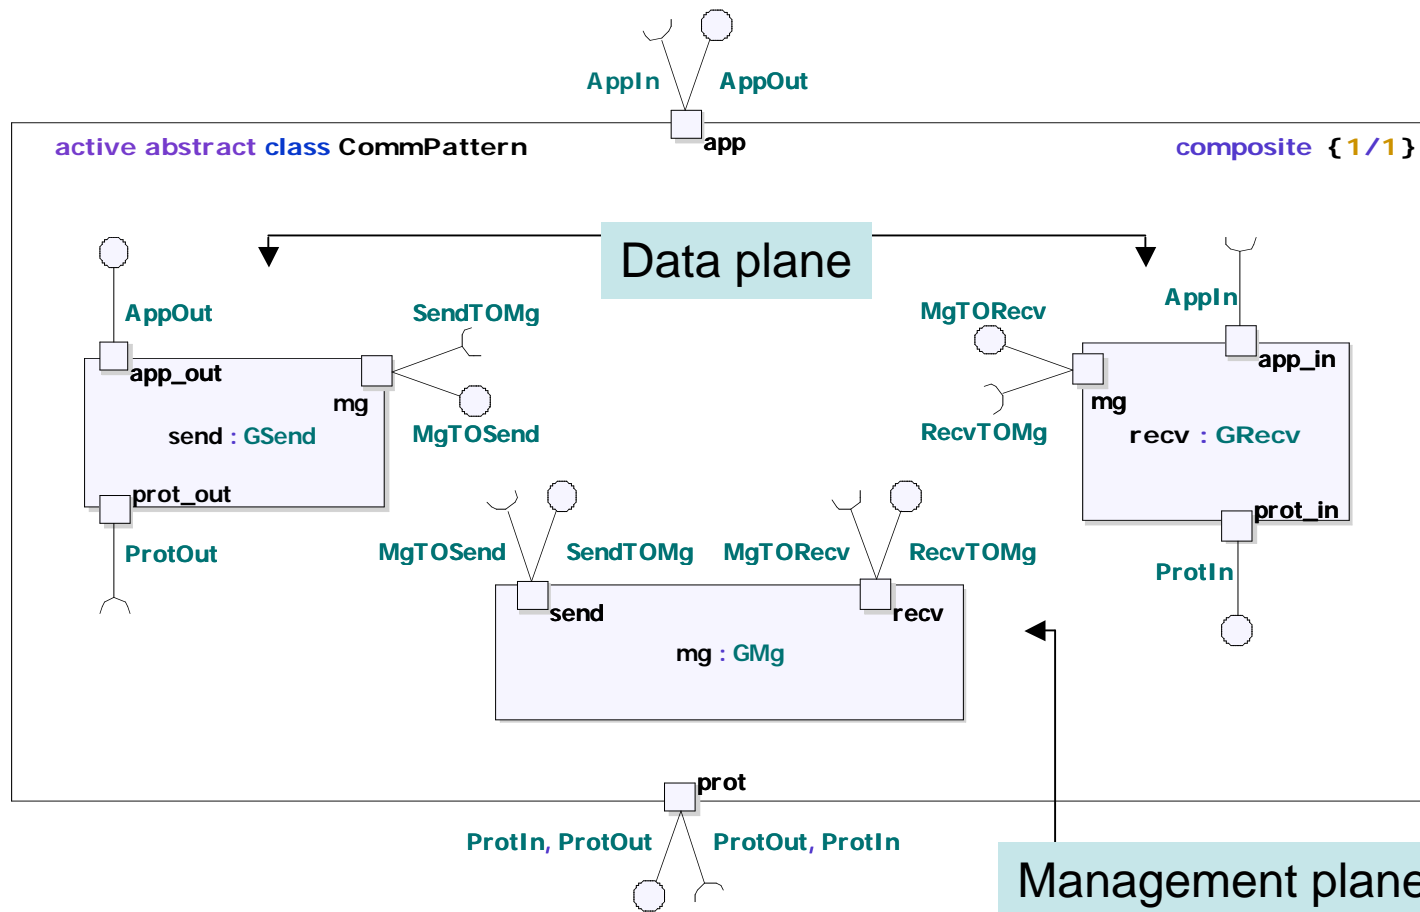 AppIn
AppOut
app
active abstract class CommPattern
composite {1/1}
Data plane
AppOut
SendTOMg
MgTORecv
AppIn
app_out
mg
send : GSend
MgTOSend
prot_out
ProtOut
app_in
mg
recv : GRecv
RecvTOMg
prot_in
ProtIn
MgTOSend
SendTOMg
MgTORecv
RecvTOMg
send
recv
mg : GMg
prot
ProtIn, ProtOut
ProtOut, ProtIn
Management plane